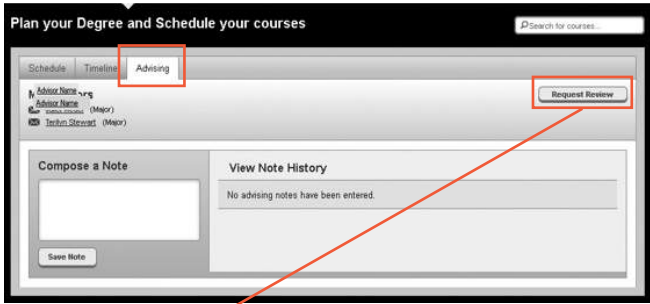 Plan your Degree and Schedule your courses
Search for courses...
Schedule Timeline Advising
Advisor Name
Advisor Name (Major)
Terilyn Stewart (Major)
Request Review
Compose a Note
View Note History
No advising notes have been entered.
Save Note